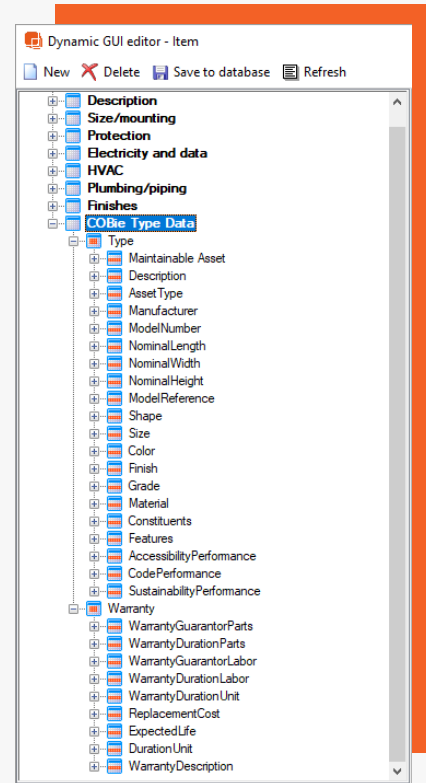 Dynamic GUI editor - Item
New Delete Save to database Refresh
Description
Size/mounting
Protection
Electricity and data
HVAC
Plumbing/piping
Finishes
COBie Type Data
Type
Maintainable Asset
Description
AssetType
Manufacturer
ModelNumber
NominalLength
NominalWidth
NominalHeight
ModelReference
Shape
Size
Color
Finish
Grade
Material
Constituents
Features
AccessibilityPerformance
CodePerformance
SustainabilityPerformance
Warranty
WarrantyGuarantorParts
WarrantyDurationParts
WarrantyGuarantorLabor
WarrantyDurationLabor
WarrantyDurationUnit
ReplacementCost
ExpectedLife
DurationUnit
WarrantyDescription